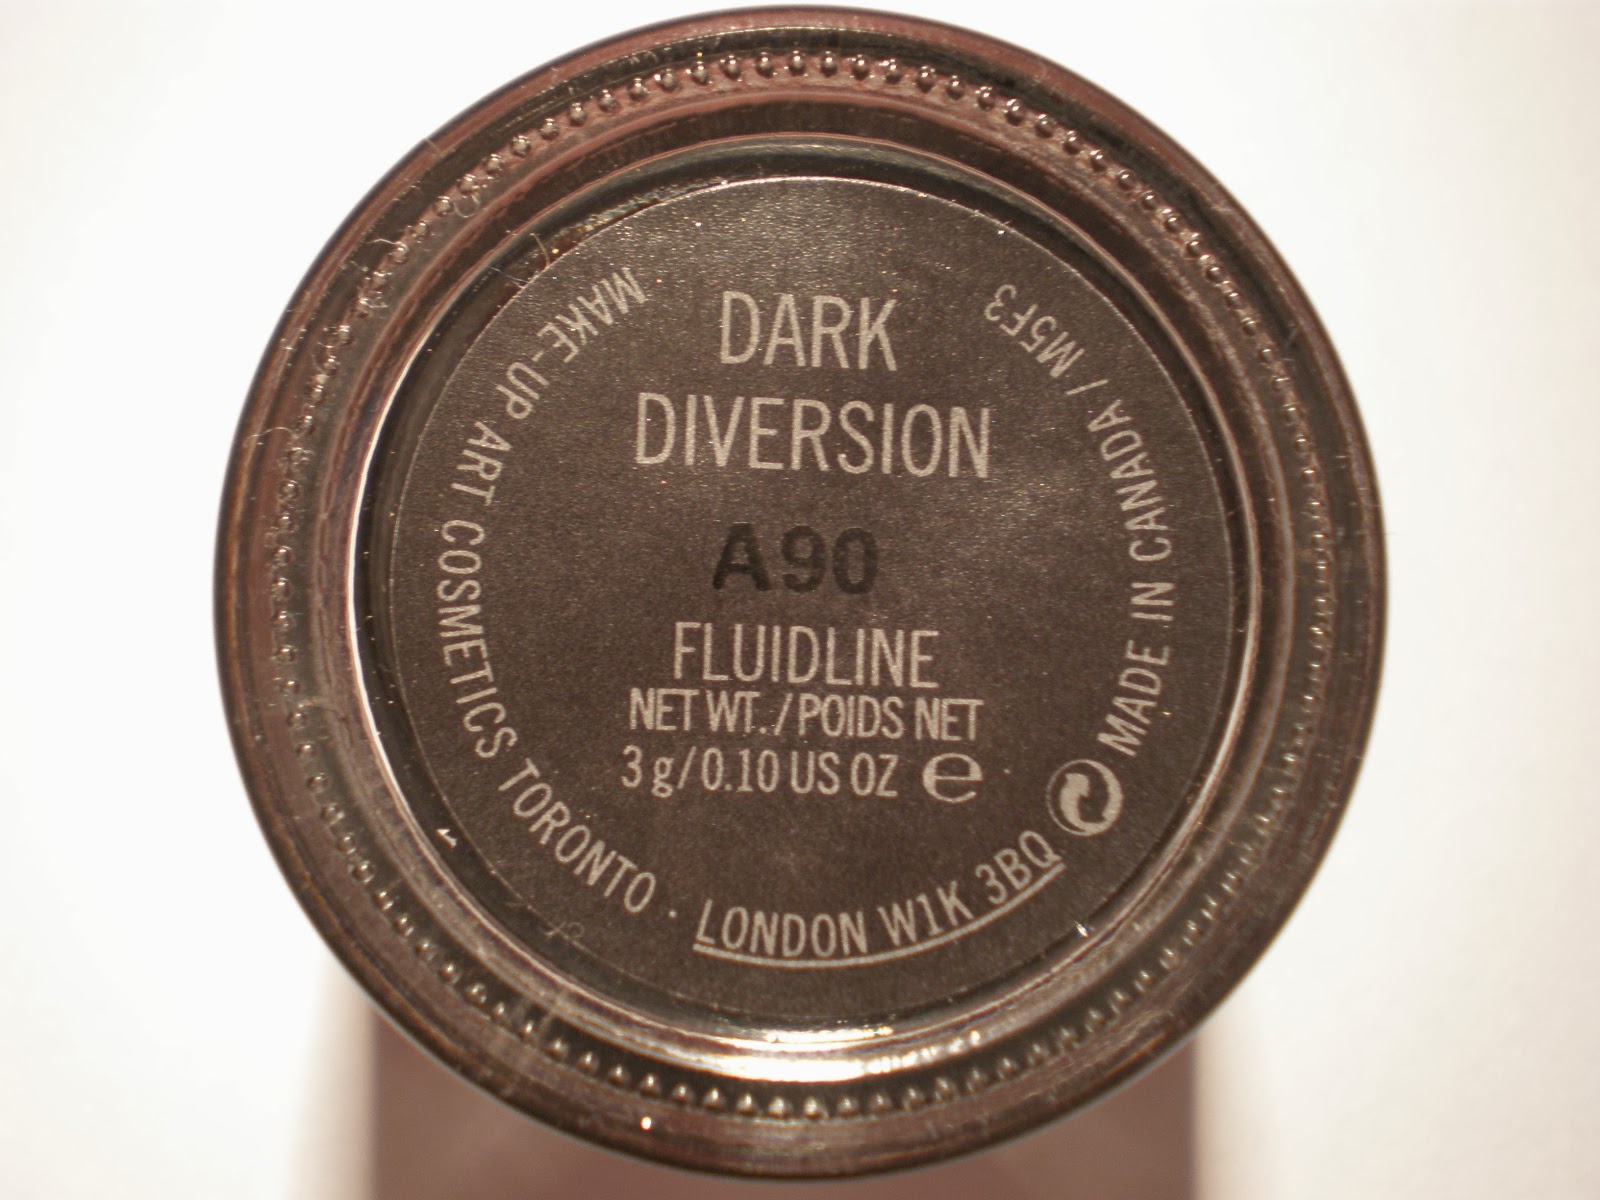 DARK
DIVERSION
A90
FLUIDLINE
NET WT./POIDS NET
3 g/0.10 US OZ ℮
MAKE-UP ART COSMETICS TORONTO · LONDON W1K 3BQ
MADE IN CANADA / M5F3